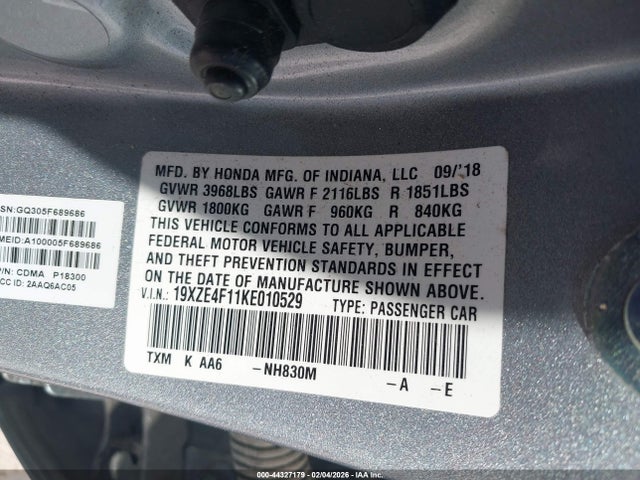 MFD. BY HONDA MFG. OF INDIANA, LLC 09/'18
GVWR 3968LBS GAWR F 2116LBS R 1851LBS
GVWR 1800KG GAWR F 960KG R 840KG
THIS VEHICLE CONFORMS TO ALL APPLICABLE
FEDERAL MOTOR VEHICLE SAFETY, BUMPER,
AND THEFT PREVENTION STANDARDS IN EFFECT
ON THE DATE OF MANUFACTURE SHOWN ABOVE.
V.I.N.: 19XZE4F11KE010529 TYPE: PASSENGER CAR
TXM K AA6 -NH830M -A -E
SN:GQ305F689686
MEID:A100005F689686
P/N: CDMA P18300
CC ID: 2AAQ6AC05
000-44327179 - 02/04/2026 - IAA Inc.